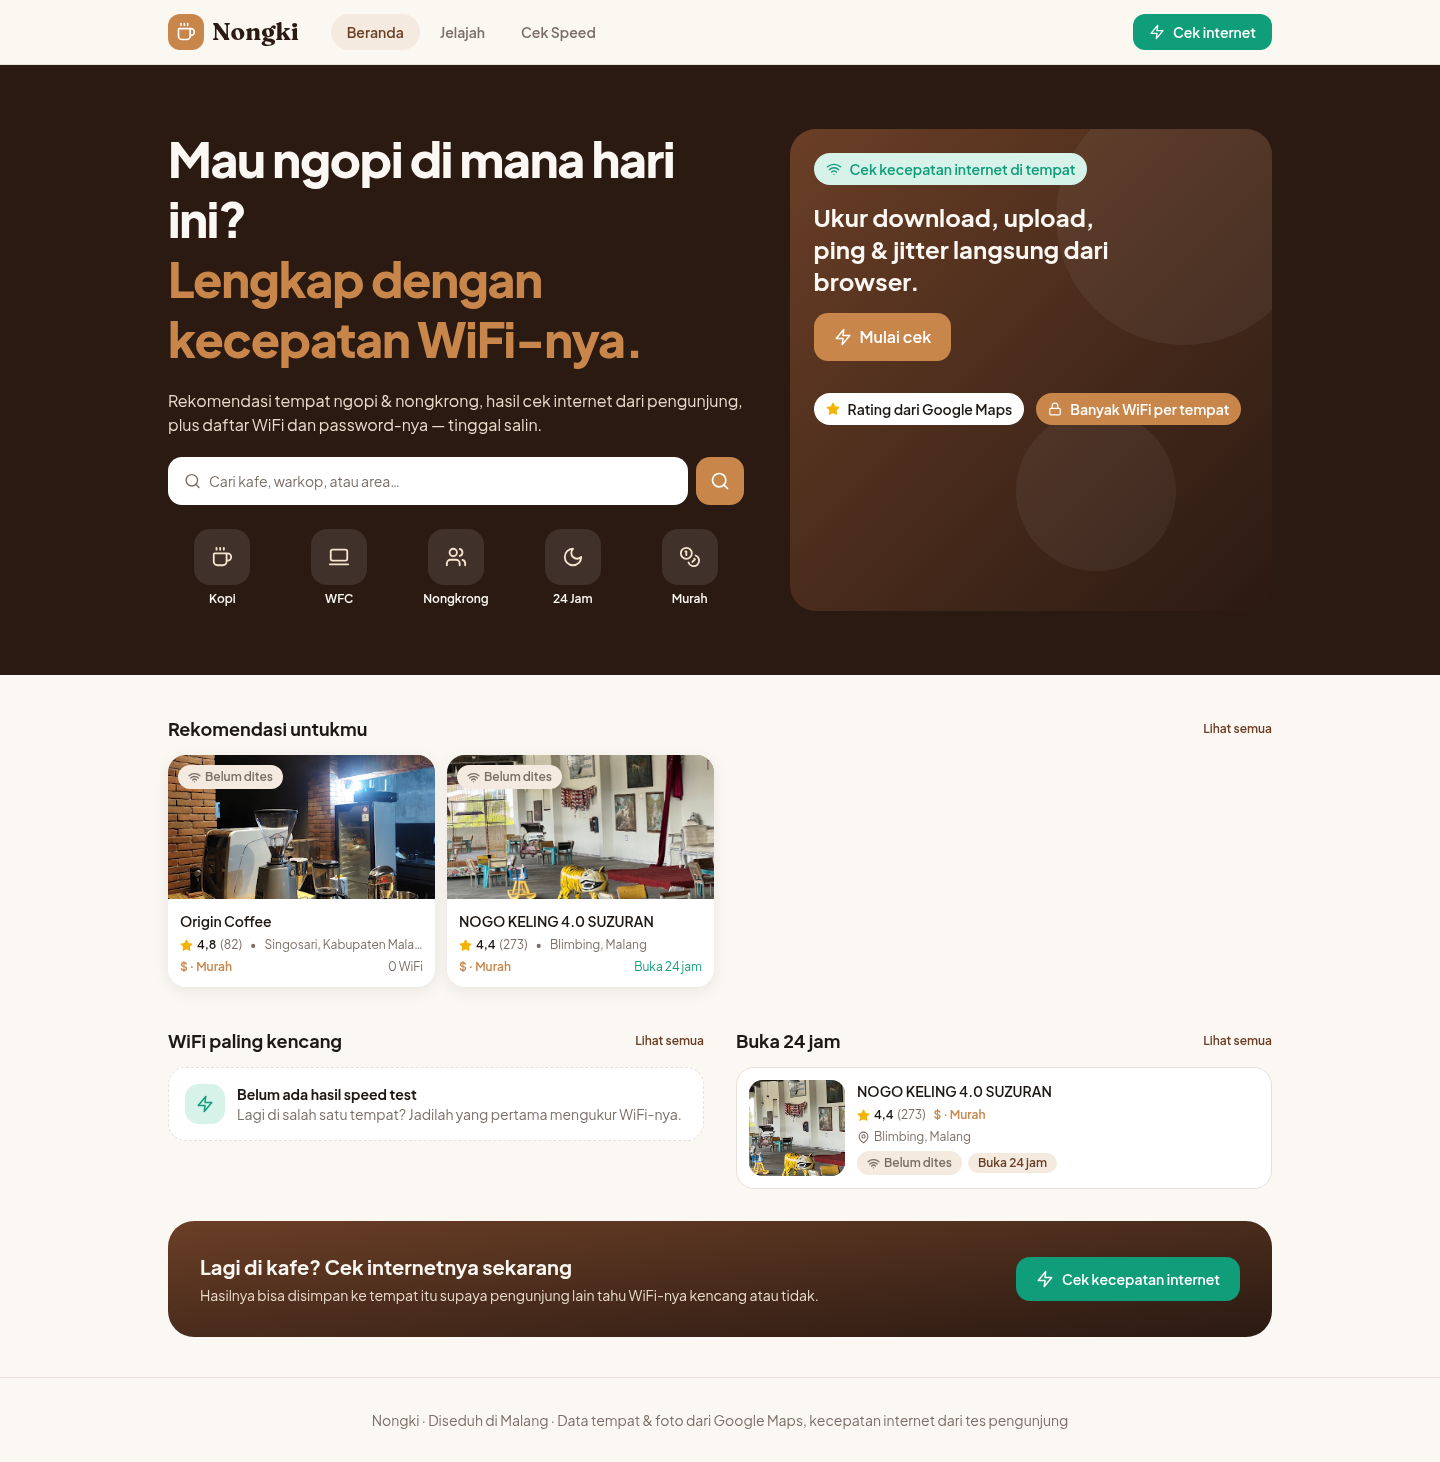 Nongki
Beranda
Jelajah
Cek Speed
Cek internet
Mau ngopi di mana hari
ini?
Lengkap dengan
kecepatan WiFi-nya.
Rekomendasi tempat ngopi & nongkrong, hasil cek internet dari pengunjung,
plus daftar WiFi dan password-nya — tinggal salin.
Cari kafe, warkop, atau area…
Kopi
WFC
Nongkrong
24 Jam
Murah
Cek kecepatan internet di tempat
Ukur download, upload,
ping & jitter langsung dari
browser.
Mulai cek
Rating dari Google Maps
Banyak WiFi per tempat
Rekomendasi untukmu
Lihat semua
Belum dites
Origin Coffee
4,8 (82) • Singosari, Kabupaten Mala…
$ · Murah
0 WiFi
Belum dites
NOGO KELING 4.0 SUZURAN
4,4 (273) • Blimbing, Malang
$ · Murah
Buka 24 jam
WiFi paling kencang
Lihat semua
Belum ada hasil speed test
Lagi di salah satu tempat? Jadilah yang pertama mengukur WiFi-nya.
Buka 24 jam
Lihat semua
NOGO KELING 4.0 SUZURAN
4,4 (273) $ · Murah
Blimbing, Malang
Belum dites
Buka 24 jam
Lagi di kafe? Cek internetnya sekarang
Hasilnya bisa disimpan ke tempat itu supaya pengunjung lain tahu WiFi-nya kencang atau tidak.
Cek kecepatan internet
Nongki · Diseduh di Malang · Data tempat & foto dari Google Maps, kecepatan internet dari tes pengunjung